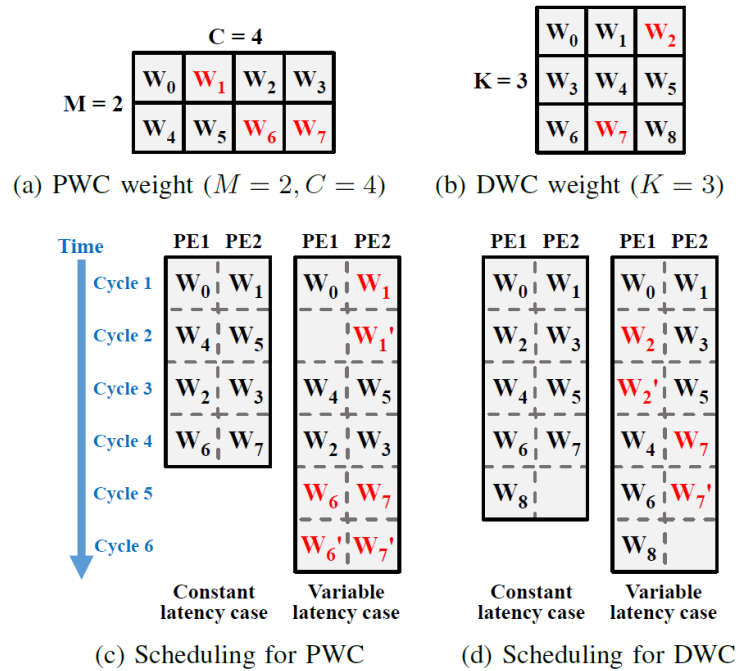 C = 4
M = 2
W0 W1 W2 W3
W4 W5 W6 W7
(a) PWC weight (M = 2, C = 4)
K = 3
W0 W1 W2
W3 W4 W5
W6 W7 W8
(b) DWC weight (K = 3)
Time
Cycle 1
Cycle 2
Cycle 3
Cycle 4
Cycle 5
Cycle 6
PE1 PE2
W0 W1
W4 W5
W2 W3
W6 W7
Constant
latency case
PE1 PE2
W0 W1
W1'
W4 W5
W2 W3
W6 W7
W6' W7'
Variable
latency case
(c) Scheduling for PWC
PE1 PE2
W0 W1
W2 W3
W4 W5
W6 W7
W8
Constant
latency case
PE1 PE2
W0 W1
W2 W3
W2' W5
W4 W7
W6 W7'
W8
Variable
latency case
(d) Scheduling for DWC